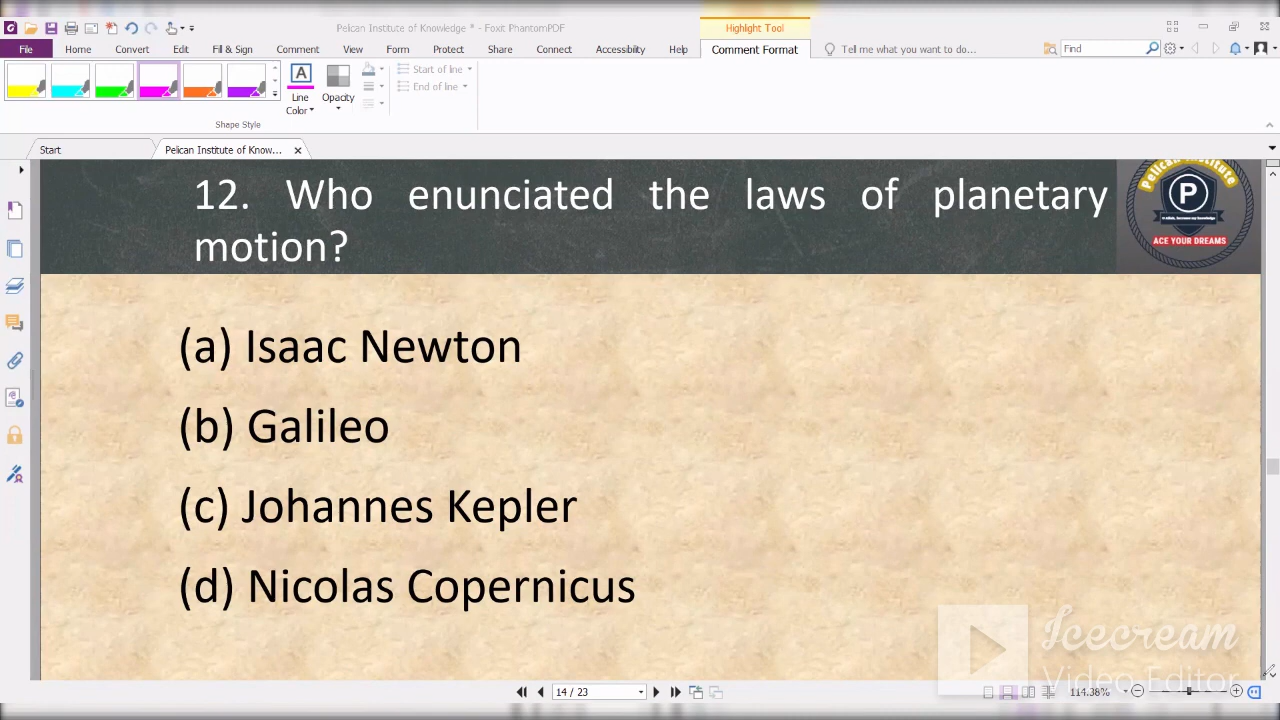 Pelican Institute of Knowledge * - Foxit PhantomPDF
Highlight Tool
File Home Convert Edit Fill & Sign Comment View Form Protect Share Connect Accessibility Help Comment Format Tell me what you want to do... Find
Start of line
End of line
Line Color
Opacity
Shape Style
Start Pelican Institute of Know...
12. Who enunciated the laws of planetary
motion?
Pelican Institute
P
ACE YOUR DREAMS
(a) Isaac Newton
(b) Galileo
(c) Johannes Kepler
(d) Nicolas Copernicus
Icecream
Video Editor
14 / 23
114.38%